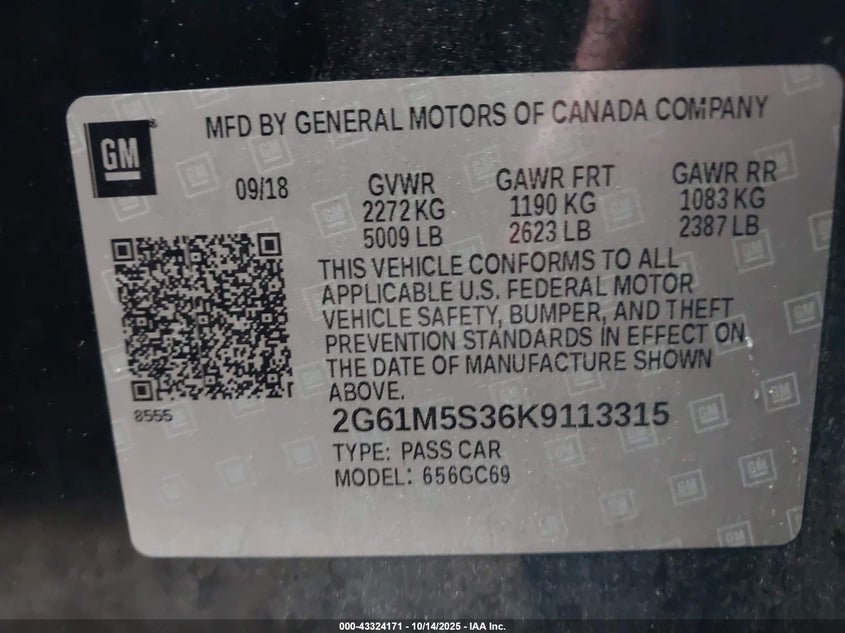 GM
MFD BY GENERAL MOTORS OF CANADA COMPANY
09/18
GVWR
2272 KG
5009 LB
GAWR FRT
1190 KG
2623 LB
GAWR RR
1083 KG
2387 LB
THIS VEHICLE CONFORMS TO ALL
APPLICABLE U.S. FEDERAL MOTOR
VEHICLE SAFETY, BUMPER, AND THEFT
PREVENTION STANDARDS IN EFFECT ON
THE DATE OF MANUFACTURE SHOWN
ABOVE.
8555
2G61M5S36K9113315
TYPE: PASS CAR
MODEL: 656GC69
000-43324171 | 10/14/2025 | IAA Inc.